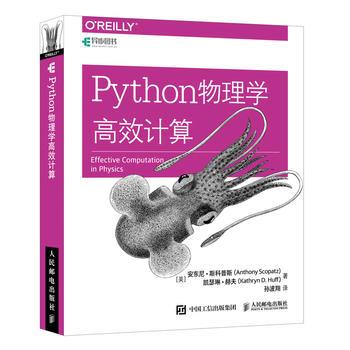 O'REILLY®
异步图书
Python物理学
高效计算
Effective Computation
in Physics
[美] 安东尼·斯科普斯 (Anthony Scopatz) 著
凯瑟琳·赫夫 (Kathryn D. Huff)
孙波翔 译
中国工信出版集团
人民邮电出版社
Python物理学高效计算
人民邮电出版社